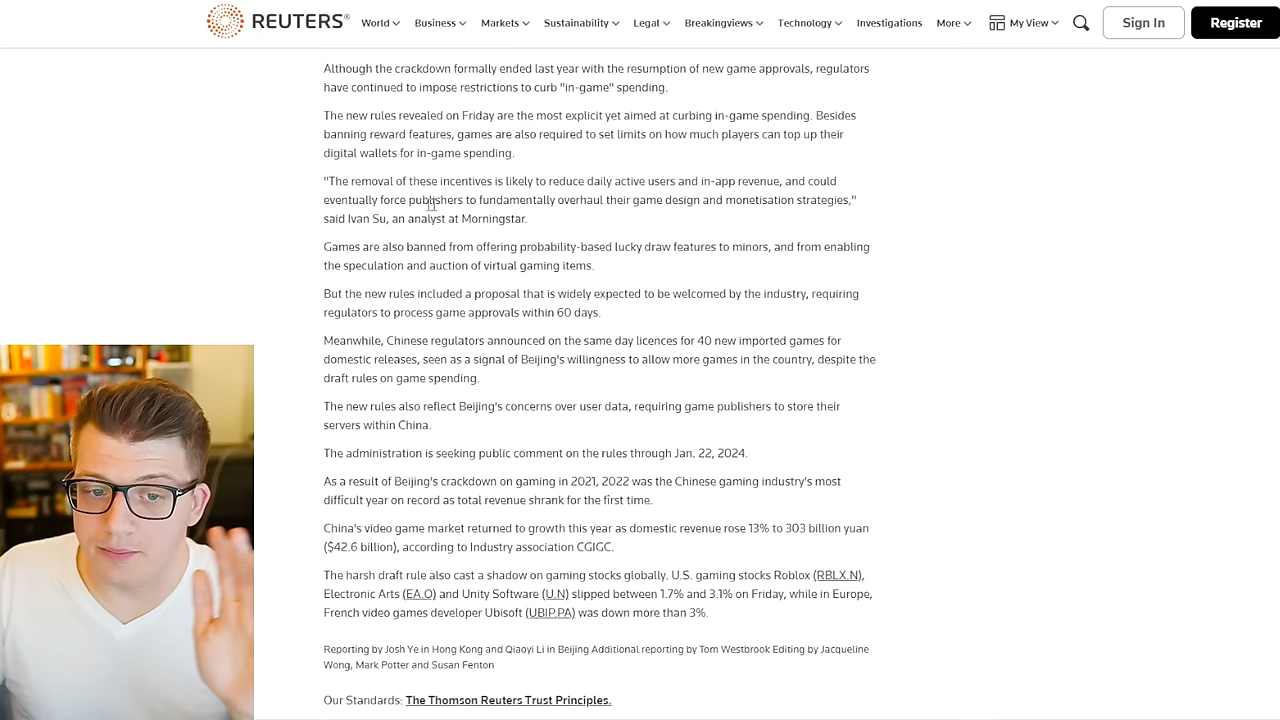 REUTERS®
World Business Markets Sustainability Legal Breakingviews Technology Investigations More My View Sign In Register
Although the crackdown formally ended last year with the resumption of new game approvals, regulators
have continued to impose restrictions to curb "in-game" spending.
The new rules revealed on Friday are the most explicit yet aimed at curbing in-game spending. Besides
banning reward features, games are also required to set limits on how much players can top up their
digital wallets for in-game spending.
"The removal of these incentives is likely to reduce daily active users and in-app revenue, and could
eventually force publishers to fundamentally overhaul their game design and monetisation strategies,"
said Ivan Su, an analyst at Morningstar.
Games are also banned from offering probability-based lucky draw features to minors, and from enabling
the speculation and auction of virtual gaming items.
But the new rules included a proposal that is widely expected to be welcomed by the industry, requiring
regulators to process game approvals within 60 days.
Meanwhile, Chinese regulators announced on the same day licences for 40 new imported games for
domestic releases, seen as a signal of Beijing's willingness to allow more games in the country, despite the
draft rules on game spending.
The new rules also reflect Beijing's concerns over user data, requiring game publishers to store their
servers within China.
The administration is seeking public comment on the rules through Jan. 22, 2024.
As a result of Beijing's crackdown on gaming in 2021, 2022 was the Chinese gaming industry's most
difficult year on record as total revenue shrank for the first time.
China's video game market returned to growth this year as domestic revenue rose 13% to 303 billion yuan
($42.6 billion), according to Industry association CGIGC.
The harsh draft rule also cast a shadow on gaming stocks globally. U.S. gaming stocks Roblox (RBLX.N),
Electronic Arts (EA.O) and Unity Software (U.N) slipped between 1.7% and 3.1% on Friday, while in Europe,
French video games developer Ubisoft (UBIP.PA) was down more than 3%.
Reporting by Josh Ye in Hong Kong and Qiaoyi Li in Beijing Additional reporting by Tom Westbrook Editing by Jacqueline
Wong, Mark Potter and Susan Fenton
Our Standards: The Thomson Reuters Trust Principles.